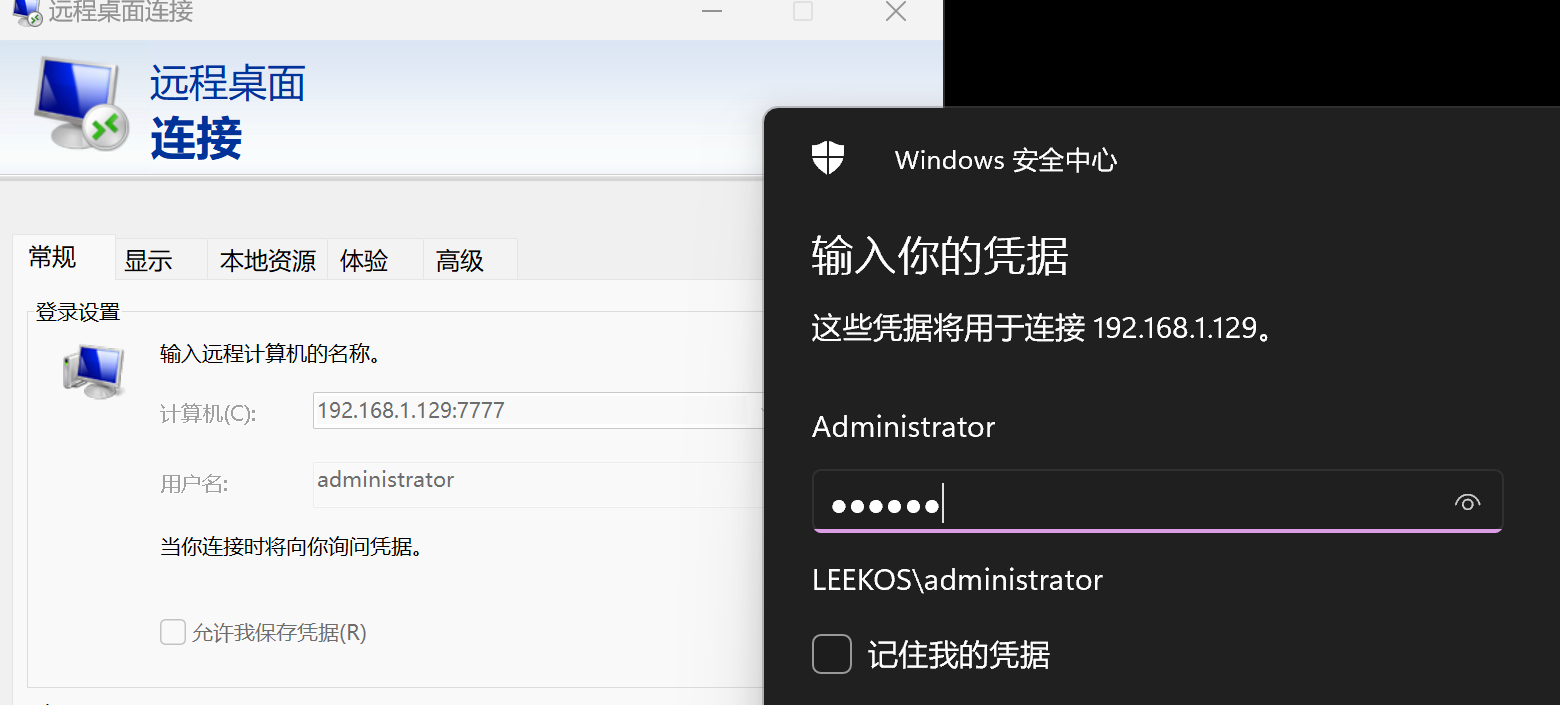 远程桌面连接
远程桌面
连接
常规
显示
本地资源
体验
高级
登录设置
输入远程计算机的名称。
计算机(C):
192.168.1.129:7777
用户名:
administrator
当你连接时将向你询问凭据。
允许我保存凭据(R)
Windows 安全中心
输入你的凭据
这些凭据将用于连接 192.168.1.129。
Administrator
●●●●●●
LEEKOS\administrator
记住我的凭据